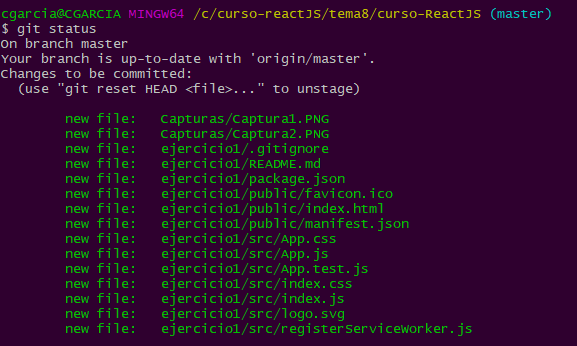 cgarcia@CGARCIA MINGW64 /c/curso-reactJS/tema8/curso-ReactJS (master)
$ git status
On branch master
Your branch is up-to-date with 'origin/master'.
Changes to be committed:
  (use "git reset HEAD <file>..." to unstage)

        new file:   Capturas/Captura1.PNG
        new file:   Capturas/Captura2.PNG
        new file:   ejercicio1/.gitignore
        new file:   ejercicio1/README.md
        new file:   ejercicio1/package.json
        new file:   ejercicio1/public/favicon.ico
        new file:   ejercicio1/public/index.html
        new file:   ejercicio1/public/manifest.json
        new file:   ejercicio1/src/App.css
        new file:   ejercicio1/src/App.js
        new file:   ejercicio1/src/App.test.js
        new file:   ejercicio1/src/index.css
        new file:   ejercicio1/src/index.js
        new file:   ejercicio1/src/logo.svg
        new file:   ejercicio1/src/registerServiceWorker.js